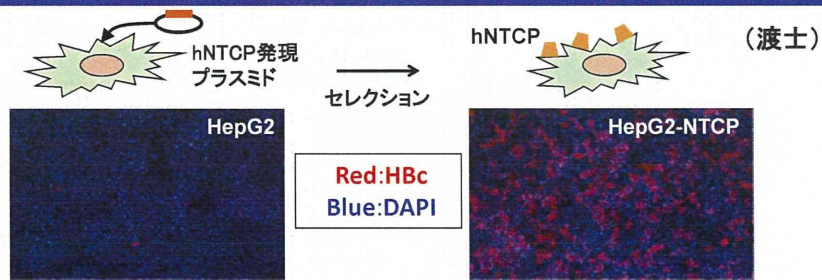 hNTCP発現
プラスミド
セレクション
hNTCP
(渡士)
HepG2
Red:HBc
Blue:DAPI
HepG2-NTCP